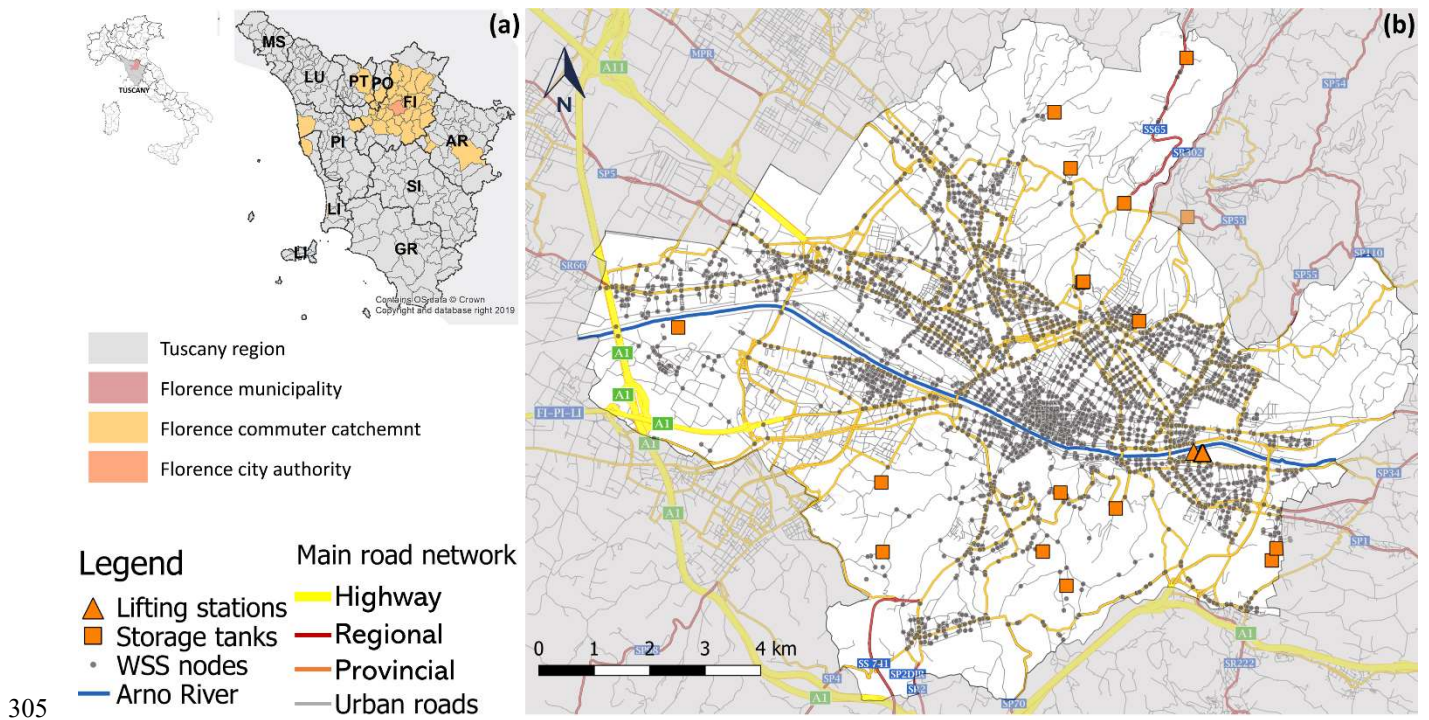 (a)
MS
LU
PT
PO
FI
TUSCANY
PI
AR
SI
LI
LI
GR
Contains OS data © Crown
Copyright and database right 2019
Tuscany region
Florence municipality
Florence commuter catchemnt
Florence city authority
Legend
Lifting stations
Storage tanks
WSS nodes
Arno River
Main road network
Highway
Regional
Provincial
Urban roads
305
(b)
MPR
A11
N
SP54
SS65
SR302
SP5
SP53
SP110
SR66
SP55
A1
A1
FI-PI-LI
A1
A1
SP34
A1
SP1
0 1 2 3 4 km
A1
SS 741
SP2DIR
SR222
SP4
SP70
A1